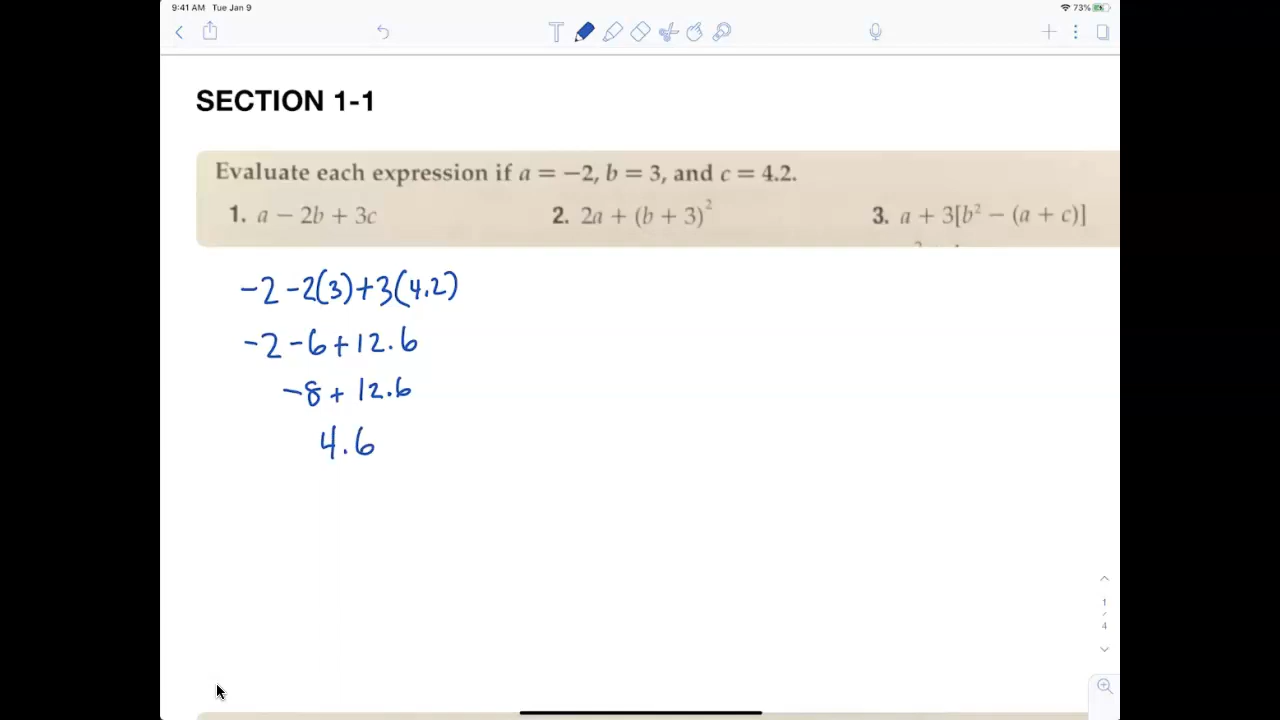 9:41 AM Tue Jan 9 73%
T
SECTION 1-1
Evaluate each expression if a = −2, b = 3, and c = 4.2.
1. a − 2b + 3c 2. 2a + (b + 3)² 3. a + 3[b² − (a + c)]
-2 -2(3)+3(4.2)
-2 -6 + 12.6
-8 + 12.6
4.6
1
/
4